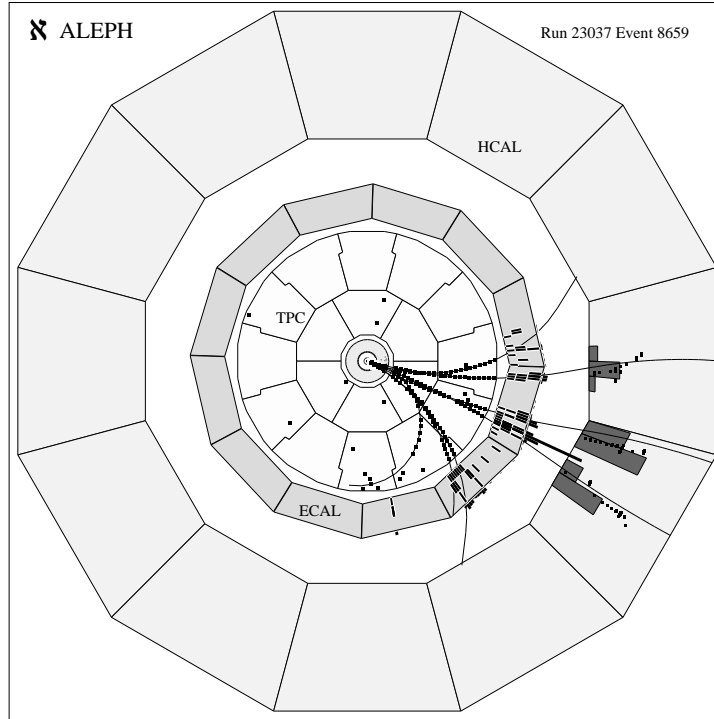 ℵ ALEPH
Run 23037 Event 8659
HCAL
TPC
ECAL